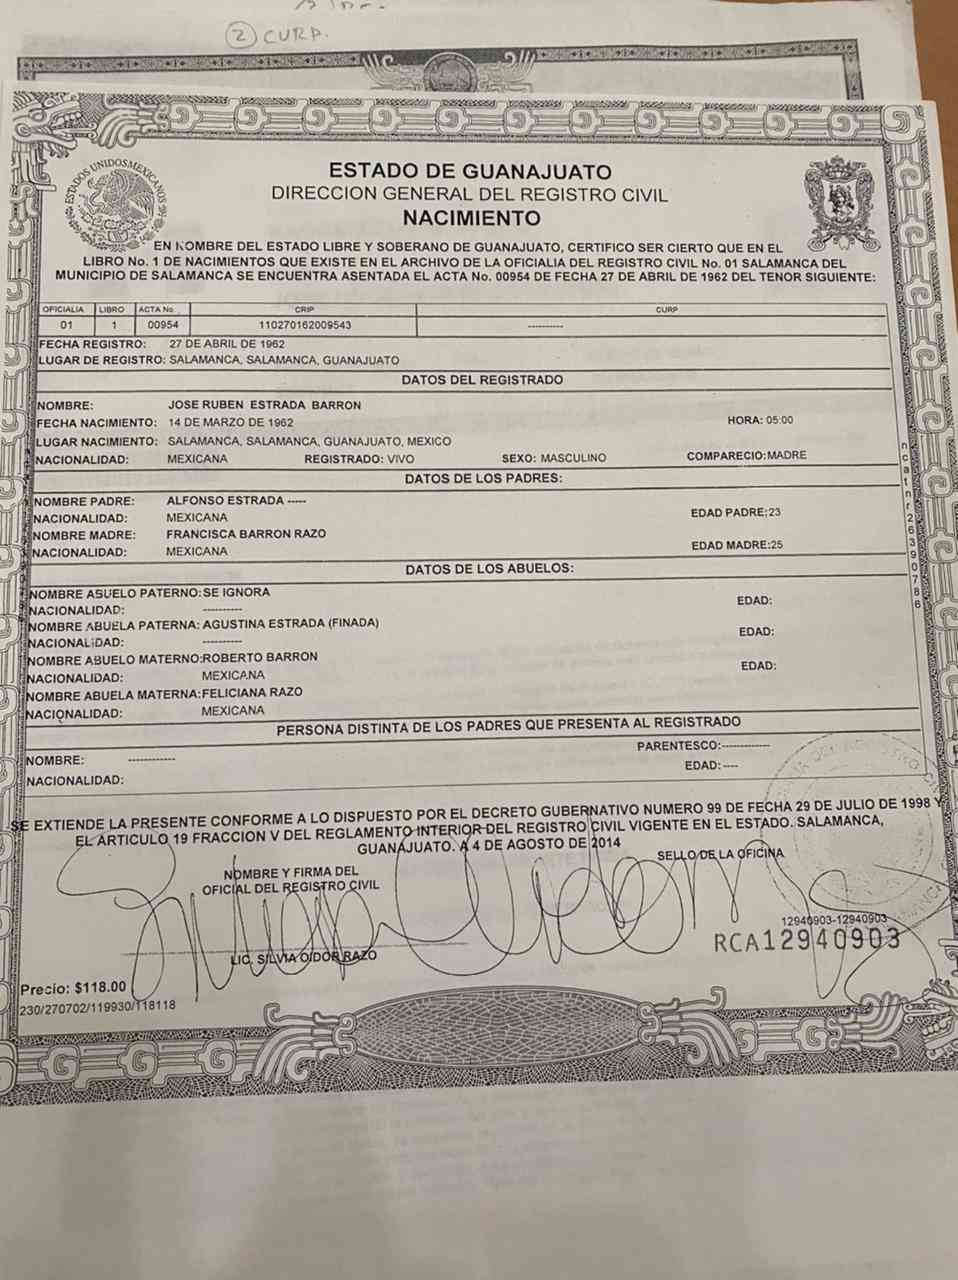 ② CURP.
ESTADOS UNIDOS MEXICANOS
ESTADO DE GUANAJUATO
DIRECCION GENERAL DEL REGISTRO CIVIL
NACIMIENTO
EN NOMBRE DEL ESTADO LIBRE Y SOBERANO DE GUANAJUATO, CERTIFICO SER CIERTO QUE EN EL
LIBRO No. 1 DE NACIMIENTOS QUE EXISTE EN EL ARCHIVO DE LA OFICIALIA DEL REGISTRO CIVIL No. 01 SALAMANCA DEL
MUNICIPIO DE SALAMANCA SE ENCUENTRA ASENTADA EL ACTA No. 00954 DE FECHA 27 DE ABRIL DE 1962 DEL TENOR SIGUIENTE:
OFICIALIA LIBRO ACTA No. CRIP CURP
01 1 00954 110270162009543 ----------
FECHA REGISTRO: 27 DE ABRIL DE 1962
LUGAR DE REGISTRO: SALAMANCA, SALAMANCA, GUANAJUATO
DATOS DEL REGISTRADO
NOMBRE: JOSE RUBEN ESTRADA BARRON
FECHA NACIMIENTO: 14 DE MARZO DE 1962 HORA: 05:00
LUGAR NACIMIENTO: SALAMANCA, SALAMANCA, GUANAJUATO, MEXICO
NACIONALIDAD: MEXICANA REGISTRADO: VIVO SEXO: MASCULINO COMPARECIO:MADRE
DATOS DE LOS PADRES:
NOMBRE PADRE: ALFONSO ESTRADA -----
NACIONALIDAD: MEXICANA EDAD PADRE:23
NOMBRE MADRE: FRANCISCA BARRON RAZO
NACIONALIDAD: MEXICANA EDAD MADRE:25
DATOS DE LOS ABUELOS:
NOMBRE ABUELO PATERNO:SE IGNORA EDAD:
NACIONALIDAD: ----------
NOMBRE ABUELA PATERNA: AGUSTINA ESTRADA (FINADA) EDAD:
NACIONALIDAD: ----------
NOMBRE ABUELO MATERNO:ROBERTO BARRON EDAD:
NACIONALIDAD: MEXICANA
NOMBRE ABUELA MATERNA:FELICIANA RAZO
NACIONALIDAD: MEXICANA
PERSONA DISTINTA DE LOS PADRES QUE PRESENTA AL REGISTRADO
NOMBRE: ------------ PARENTESCO:------------
NACIONALIDAD: EDAD:----
ncatnr26390786
SE EXTIENDE LA PRESENTE CONFORME A LO DISPUESTO POR EL DECRETO GUBERNATIVO NUMERO 99 DE FECHA 29 DE JULIO DE 1998 Y
EL ARTICULO 19 FRACCION V DEL REGLAMENTO INTERIOR DEL REGISTRO CIVIL VIGENTE EN EL ESTADO. SALAMANCA,
GUANAJUATO. A 4 DE AGOSTO DE 2014
NOMBRE Y FIRMA DEL SELLO DE LA OFICINA
OFICIAL DEL REGISTRO CIVIL
12940903-12940903
RCA12940903
LIC. SILVIA OIDOR RAZO
Precio: $118.00
230/270702/119930/118118